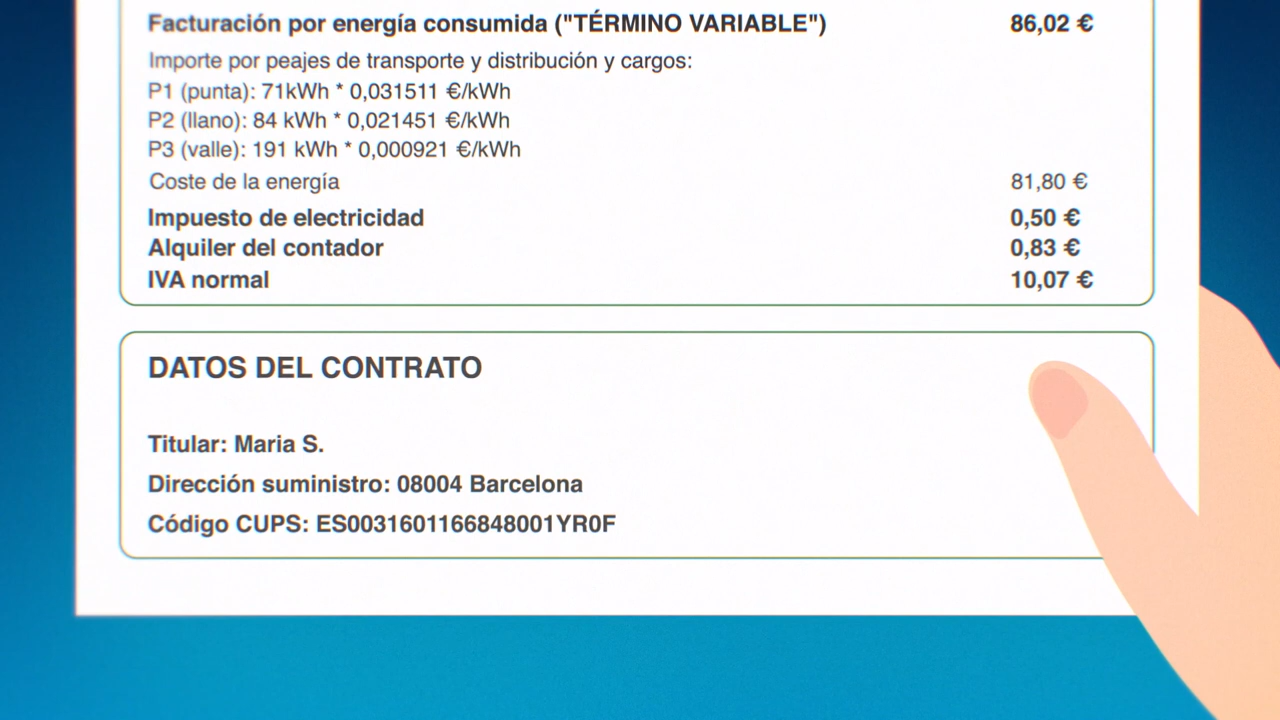 Facturación por energía consumida ("TÉRMINO VARIABLE") 86,02 €
Importe por peajes de transporte y distribución y cargos:
P1 (punta): 71kWh * 0,031511 €/kWh
P2 (llano): 84 kWh * 0,021451 €/kWh
P3 (valle): 191 kWh * 0,000921 €/kWh
Coste de la energía 81,80 €
Impuesto de electricidad 0,50 €
Alquiler del contador 0,83 €
IVA normal 10,07 €
DATOS DEL CONTRATO
Titular: Maria S.
Dirección suministro: 08004 Barcelona
Código CUPS: ES0031601166848001YR0F